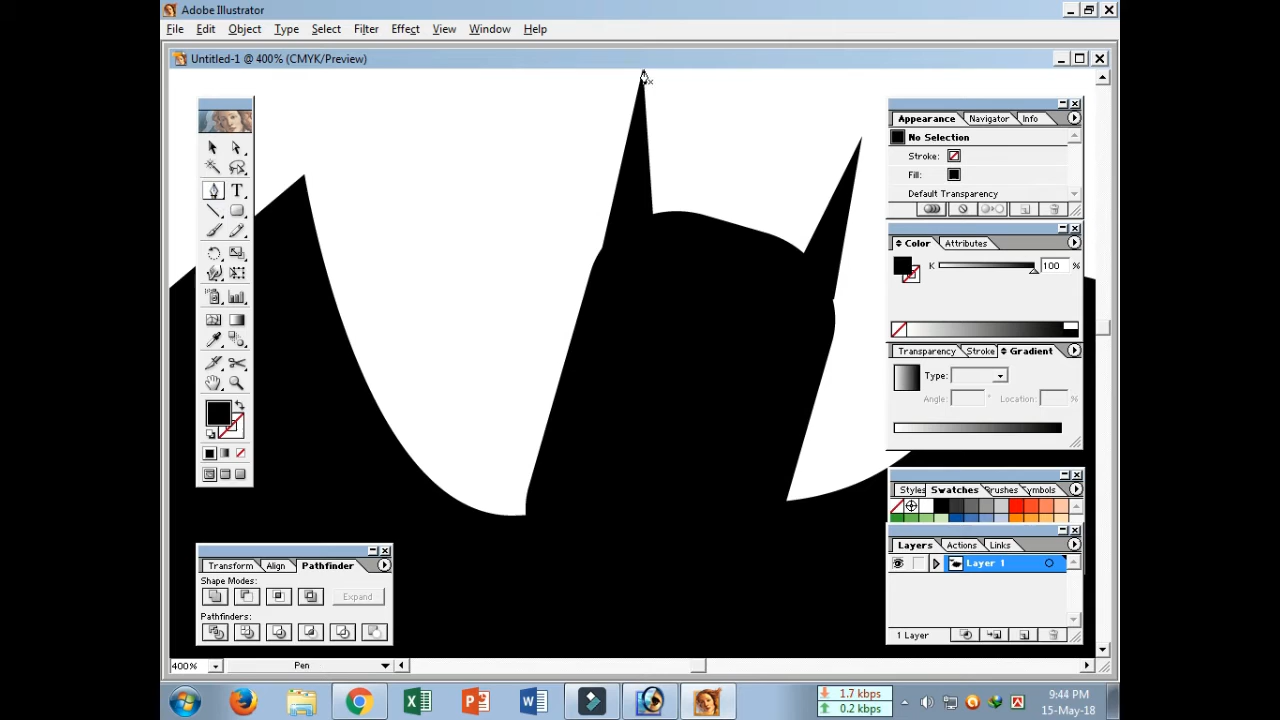 Adobe Illustrator
File Edit Object Type Select Filter Effect View Window Help
Untitled-1 @ 400% (CMYK/Preview)
T
Appearance Navigator Info
No Selection
Stroke:
Fill:
Default Transparency
Color Attributes
K 100 %
Transparency Stroke Gradient
Type:
Angle: ° Location: %
Styles Swatches Brushes Symbols
Layers Actions Links
Layer 1
1 Layer
Transform Align Pathfinder
Shape Modes:
Expand
Pathfinders:
400% Pen
1.7 kbps
0.2 kbps
9:44 PM
15-May-18